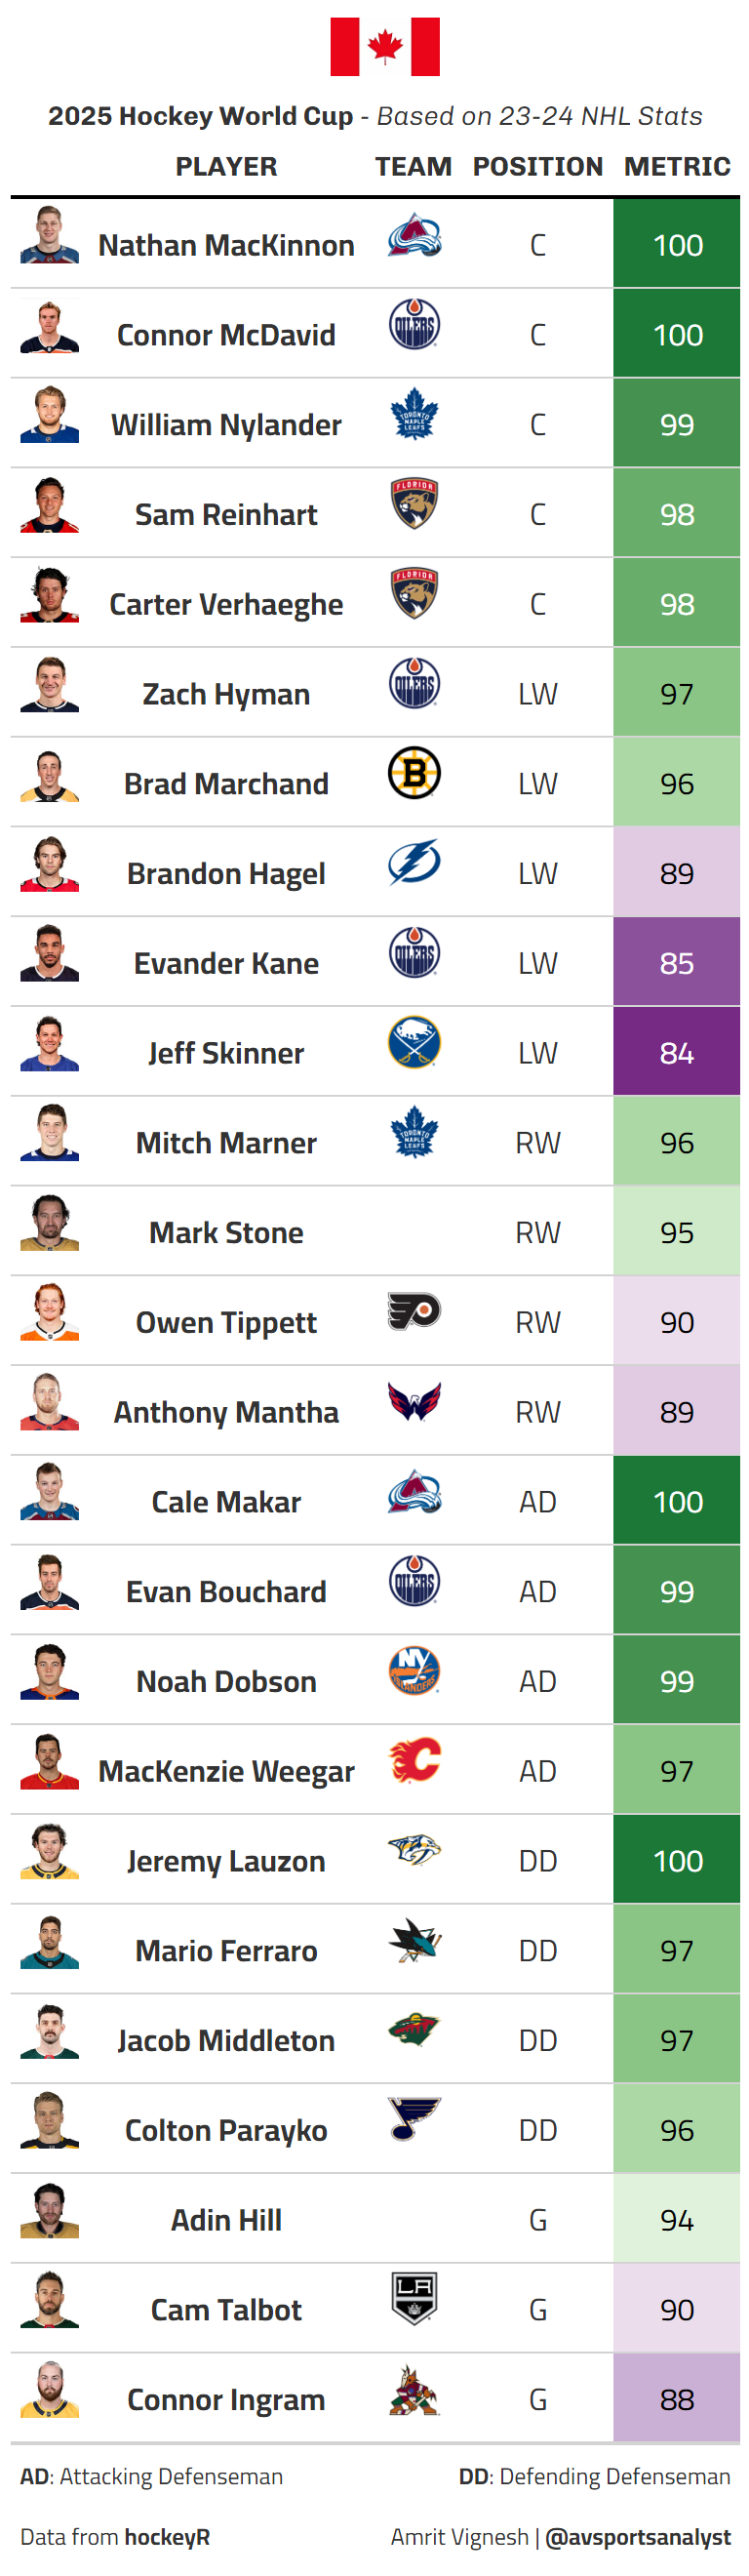 2025 Hockey World Cup - Based on 23-24 NHL Stats
PLAYER TEAM POSITION METRIC
Nathan MacKinnon C 100
Connor McDavid OILERS C 100
William Nylander TORONTO MAPLE LEAFS C 99
Sam Reinhart FLORIDA C 98
Carter Verhaeghe FLORIDA C 98
Zach Hyman OILERS LW 97
Brad Marchand B LW 96
Brandon Hagel LW 89
Evander Kane OILERS LW 85
Jeff Skinner LW 84
Mitch Marner TORONTO MAPLE LEAFS RW 96
Mark Stone RW 95
Owen Tippett RW 90
Anthony Mantha RW 89
Cale Makar AD 100
Evan Bouchard OILERS AD 99
Noah Dobson NY ISLANDERS AD 99
MacKenzie Weegar C AD 97
Jeremy Lauzon DD 100
Mario Ferraro DD 97
Jacob Middleton DD 97
Colton Parayko DD 96
Adin Hill G 94
Cam Talbot LA G 90
Connor Ingram G 88
AD: Attacking Defenseman DD: Defending Defenseman
Data from hockeyR Amrit Vignesh | @avsportsanalyst